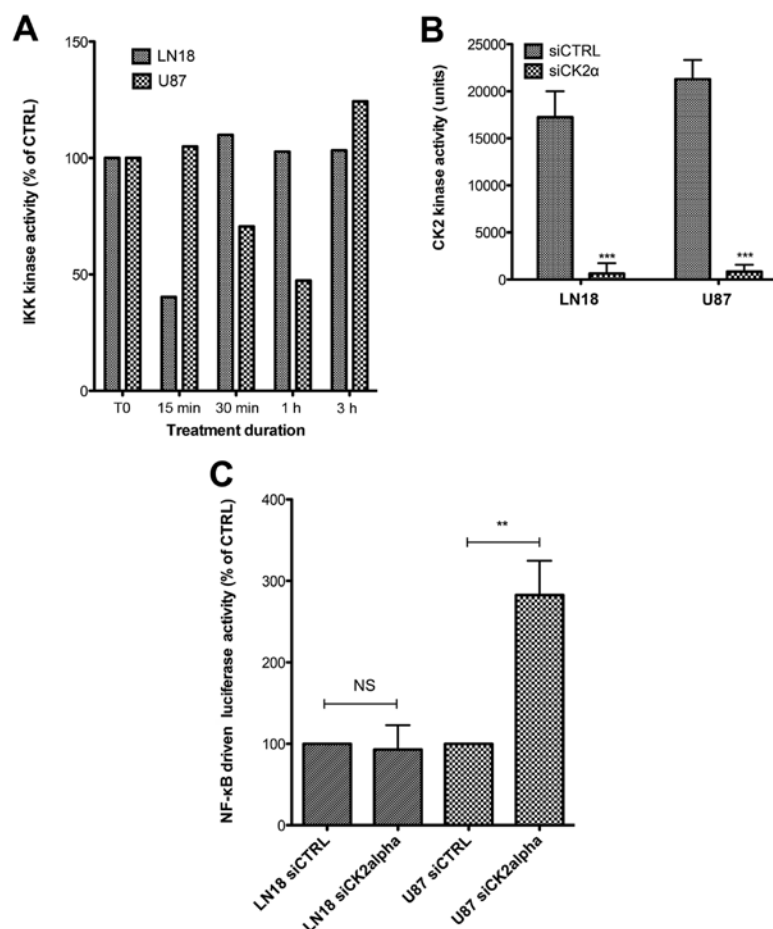 A
IKK kinase activity (% of CTRL)
150
100
50
0
LN18
U87
T0 15 min 30 min 1 h 3 h
Treatment duration
B
CK2 kinase activity (units)
25000
20000
15000
10000
5000
0
siCTRL
siCK2α
***
***
LN18 U87
C
NF-κB driven luciferase activity (% of CTRL)
400
300
200
100
0
NS
**
LN18 siCTRL
LN18 siCK2alpha
U87 siCTRL
U87 siCK2alpha